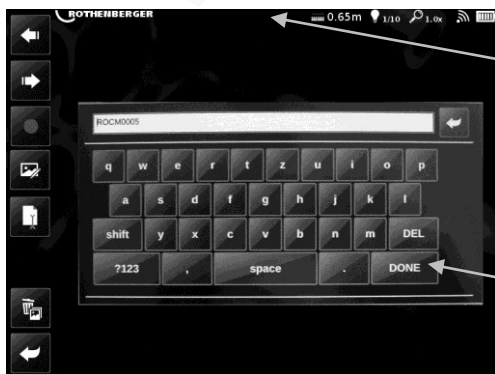 ROTHENBERGER 0.65m 1/10 1.0x
ROCM0005
q w e r t z u i o p
a s d f g h j k l
shift y x c v b n m DEL
?123 , space . DONE